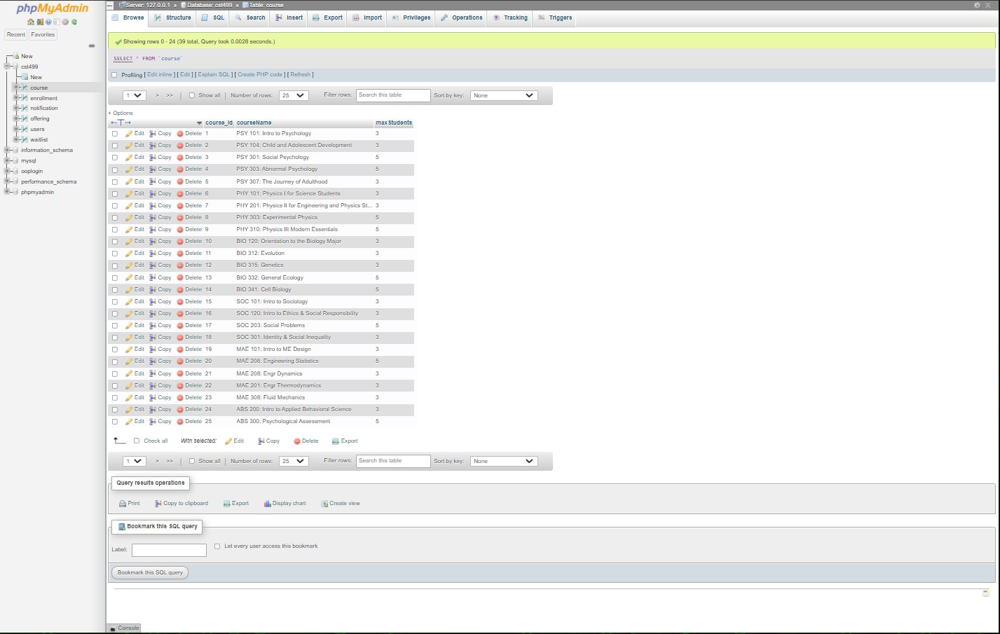 phpMyAdmin
Recent Favorites
New
cst499
New
course
enrollment
notification
offering
users
waitlist
information_schema
mysql
ooplogin
performance_schema
phpmyadmin
Server: 127.0.0.1 » Database: cst499 » Table: course
Browse Structure SQL Search Insert Export Import Privileges Operations Tracking Triggers
Showing rows 0 - 24 (39 total, Query took 0.0028 seconds.)
SELECT * FROM `course`
Profiling [ Edit inline ] [ Edit ] [ Explain SQL ] [ Create PHP code ] [ Refresh ]
1 > >> | Show all | Number of rows: 25 Filter rows: Search this table Sort by key: None
+ Options
←T→ course_id courseName maxStudents
Edit Copy Delete 1 PSY 101: Intro to Psychology 3
Edit Copy Delete 2 PSY 104: Child and Adolescent Development 3
Edit Copy Delete 3 PSY 301: Social Psychology 5
Edit Copy Delete 4 PSY 303: Abnormal Psychology 5
Edit Copy Delete 5 PSY 307: The Journey of Adulthood 3
Edit Copy Delete 6 PHY 101: Physics I for Science Students 3
Edit Copy Delete 7 PHY 201: Physics II for Engineering and Physics St... 3
Edit Copy Delete 8 PHY 303: Experimental Physics 5
Edit Copy Delete 9 PHY 310: Physics III Modern Essentials 5
Edit Copy Delete 10 BIO 120: Orientation to the Biology Major 3
Edit Copy Delete 11 BIO 312: Evolution 3
Edit Copy Delete 12 BIO 315: Genetics 3
Edit Copy Delete 13 BIO 332: General Ecology 5
Edit Copy Delete 14 BIO 341: Cell Biology 5
Edit Copy Delete 15 SOC 101: Intro to Sociology 3
Edit Copy Delete 16 SOC 120: Intro to Ethics & Social Responsibility 3
Edit Copy Delete 17 SOC 203: Social Problems 5
Edit Copy Delete 18 SOC 301: Identity & Social Inequality 3
Edit Copy Delete 19 MAE 101: Intro to ME Design 3
Edit Copy Delete 20 MAE 206: Engineering Statistics 5
Edit Copy Delete 21 MAE 208: Engr Dynamics 3
Edit Copy Delete 22 MAE 201: Engr Thermodynamics 3
Edit Copy Delete 23 MAE 308: Fluid Mechanics 3
Edit Copy Delete 24 ABS 200: Intro to Applied Behavioral Science 3
Edit Copy Delete 25 ABS 300: Psychological Assessment 5
Check all With selected: Edit Copy Delete Export
1 > >> | Show all | Number of rows: 25 Filter rows: Search this table Sort by key: None
Query results operations
Print Copy to clipboard Export Display chart Create view
Bookmark this SQL query
Label: Let every user access this bookmark
Bookmark this SQL query
Console